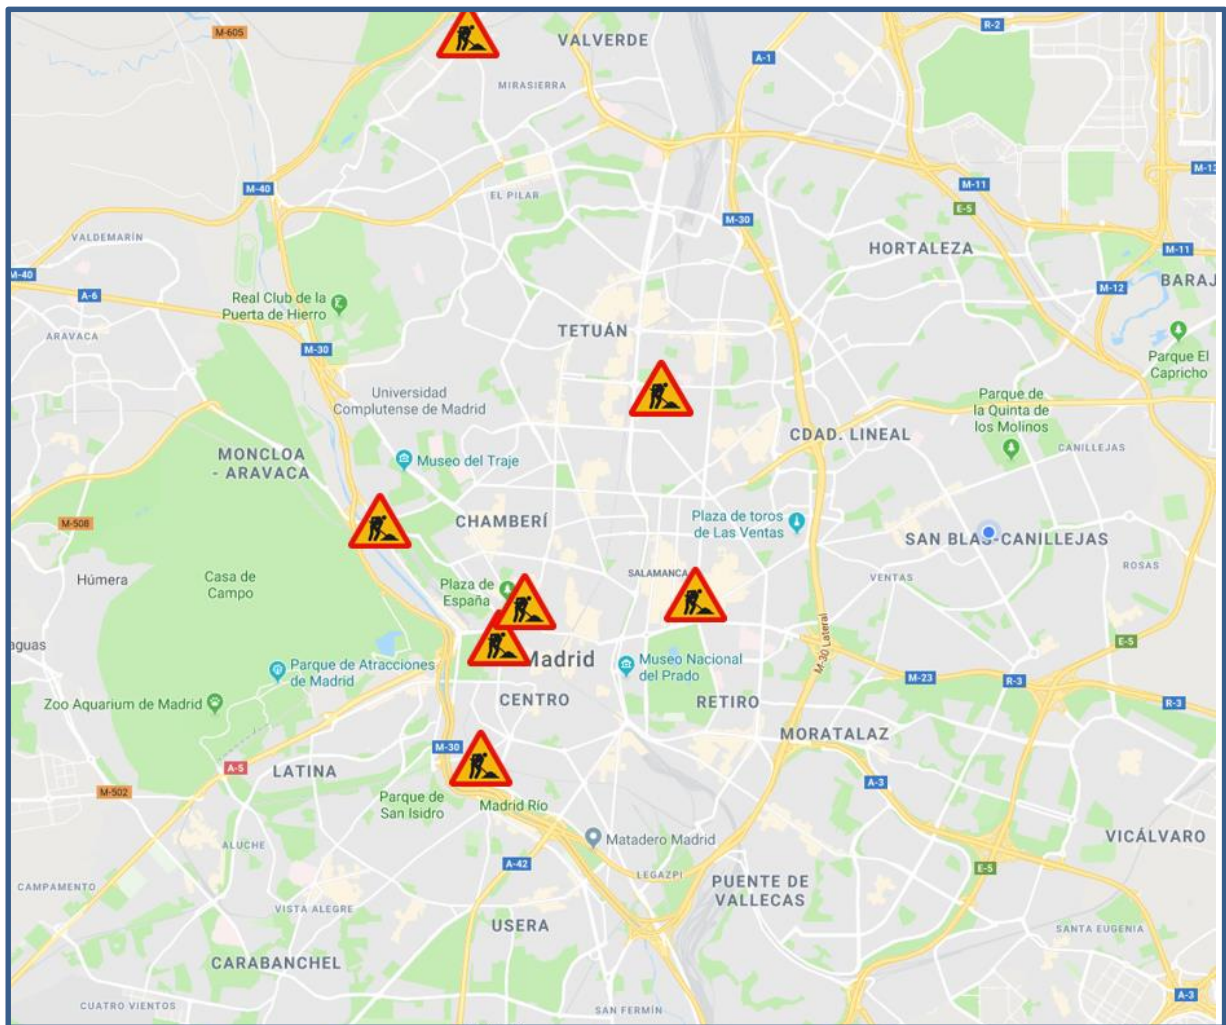 R-2
M-605
VALVERDE
A-1
MIRASIERRA
M-40
EL PILAR
M-11
E-5
M-30
VALDEMARÍN
HORTALEZA
M-11
M-40
A-6
M-12
BARAJ
Real Club de la
Puerta de Hierro
ARAVACA
TETUÁN
M-30
Parque El
Capricho
Universidad
Complutense de Madrid
Parque de
la Quinta de
los Molinos
CDAD. LINEAL
CANILLEJAS
MONCLOA
- ARAVACA
Museo del Traje
M-508
CHAMBERÍ
Plaza de toros
de Las Ventas
SAN BLAS-CANILLEJAS
ROSAS
Húmera
Casa de
Campo
Plaza de
España
SALAMANCA
VENTAS
aguas
M-30 Lateral
E-5
Parque de Atracciones
de Madrid
Madrid
Museo Nacional
del Prado
M-23
R-3
R-3
Zoo Aquarium de Madrid
CENTRO
RETIRO
MORATALAZ
M-30
A-5
LATINA
M-502
Parque de
San Isidro
Madrid Río
A-3
Matadero Madrid
VICÁLVARO
ALUCHE
A-42
LEGAZPI
E-5
CAMPAMENTO
PUENTE DE
VALLECAS
VISTA ALEGRE
USERA
SANTA EUGENIA
CARABANCHEL
CUATRO VIENTOS
SAN FERMÍN
A-3